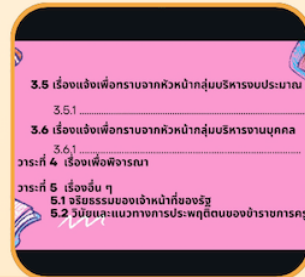 3.5 เรื่องแจ้งเพื่อทราบจากหัวหน้ากลุ่มบริหารงบประมาณ
3.5.1
3.6 เรื่องแจ้งเพื่อทราบจากหัวหน้ากลุ่มบริหารงานบุคคล
3.6.1
วาระที่ 4 เรื่องเพื่อพิจารณา
วาระที่ 5 เรื่องอื่น ๆ
5.1 จริยธรรมของเจ้าหน้าที่ของรัฐ
5.2 วินัยและแนวทางการประพฤติตนของข้าราชการครู